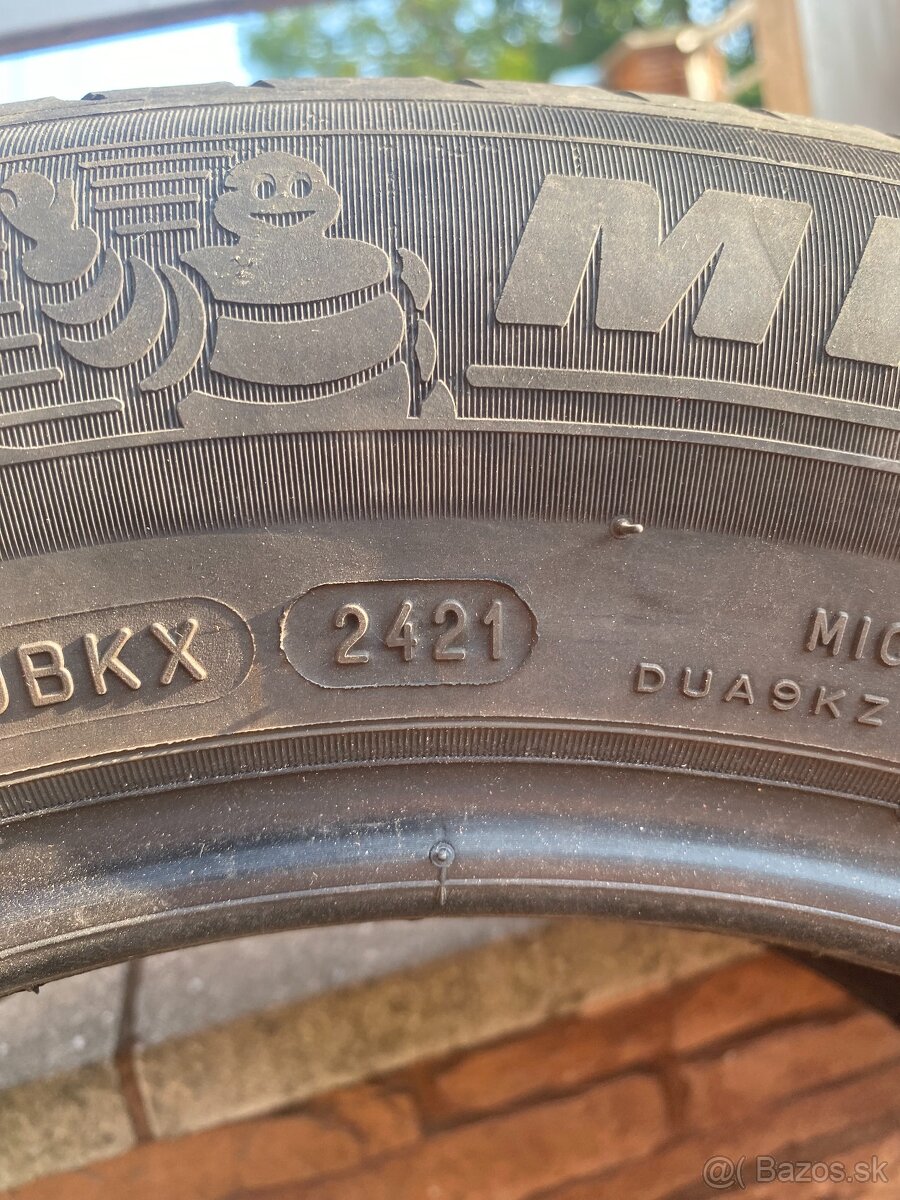 MI
BKX 2421 MIC
DUA9KZ
@( Bazos.sk